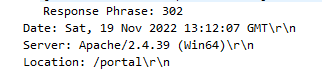 Response Phrase: 302
Date: Sat, 19 Nov 2022 13:12:07 GMT\r\n
Server: Apache/2.4.39 (Win64)\r\n
Location: /portal\r\n